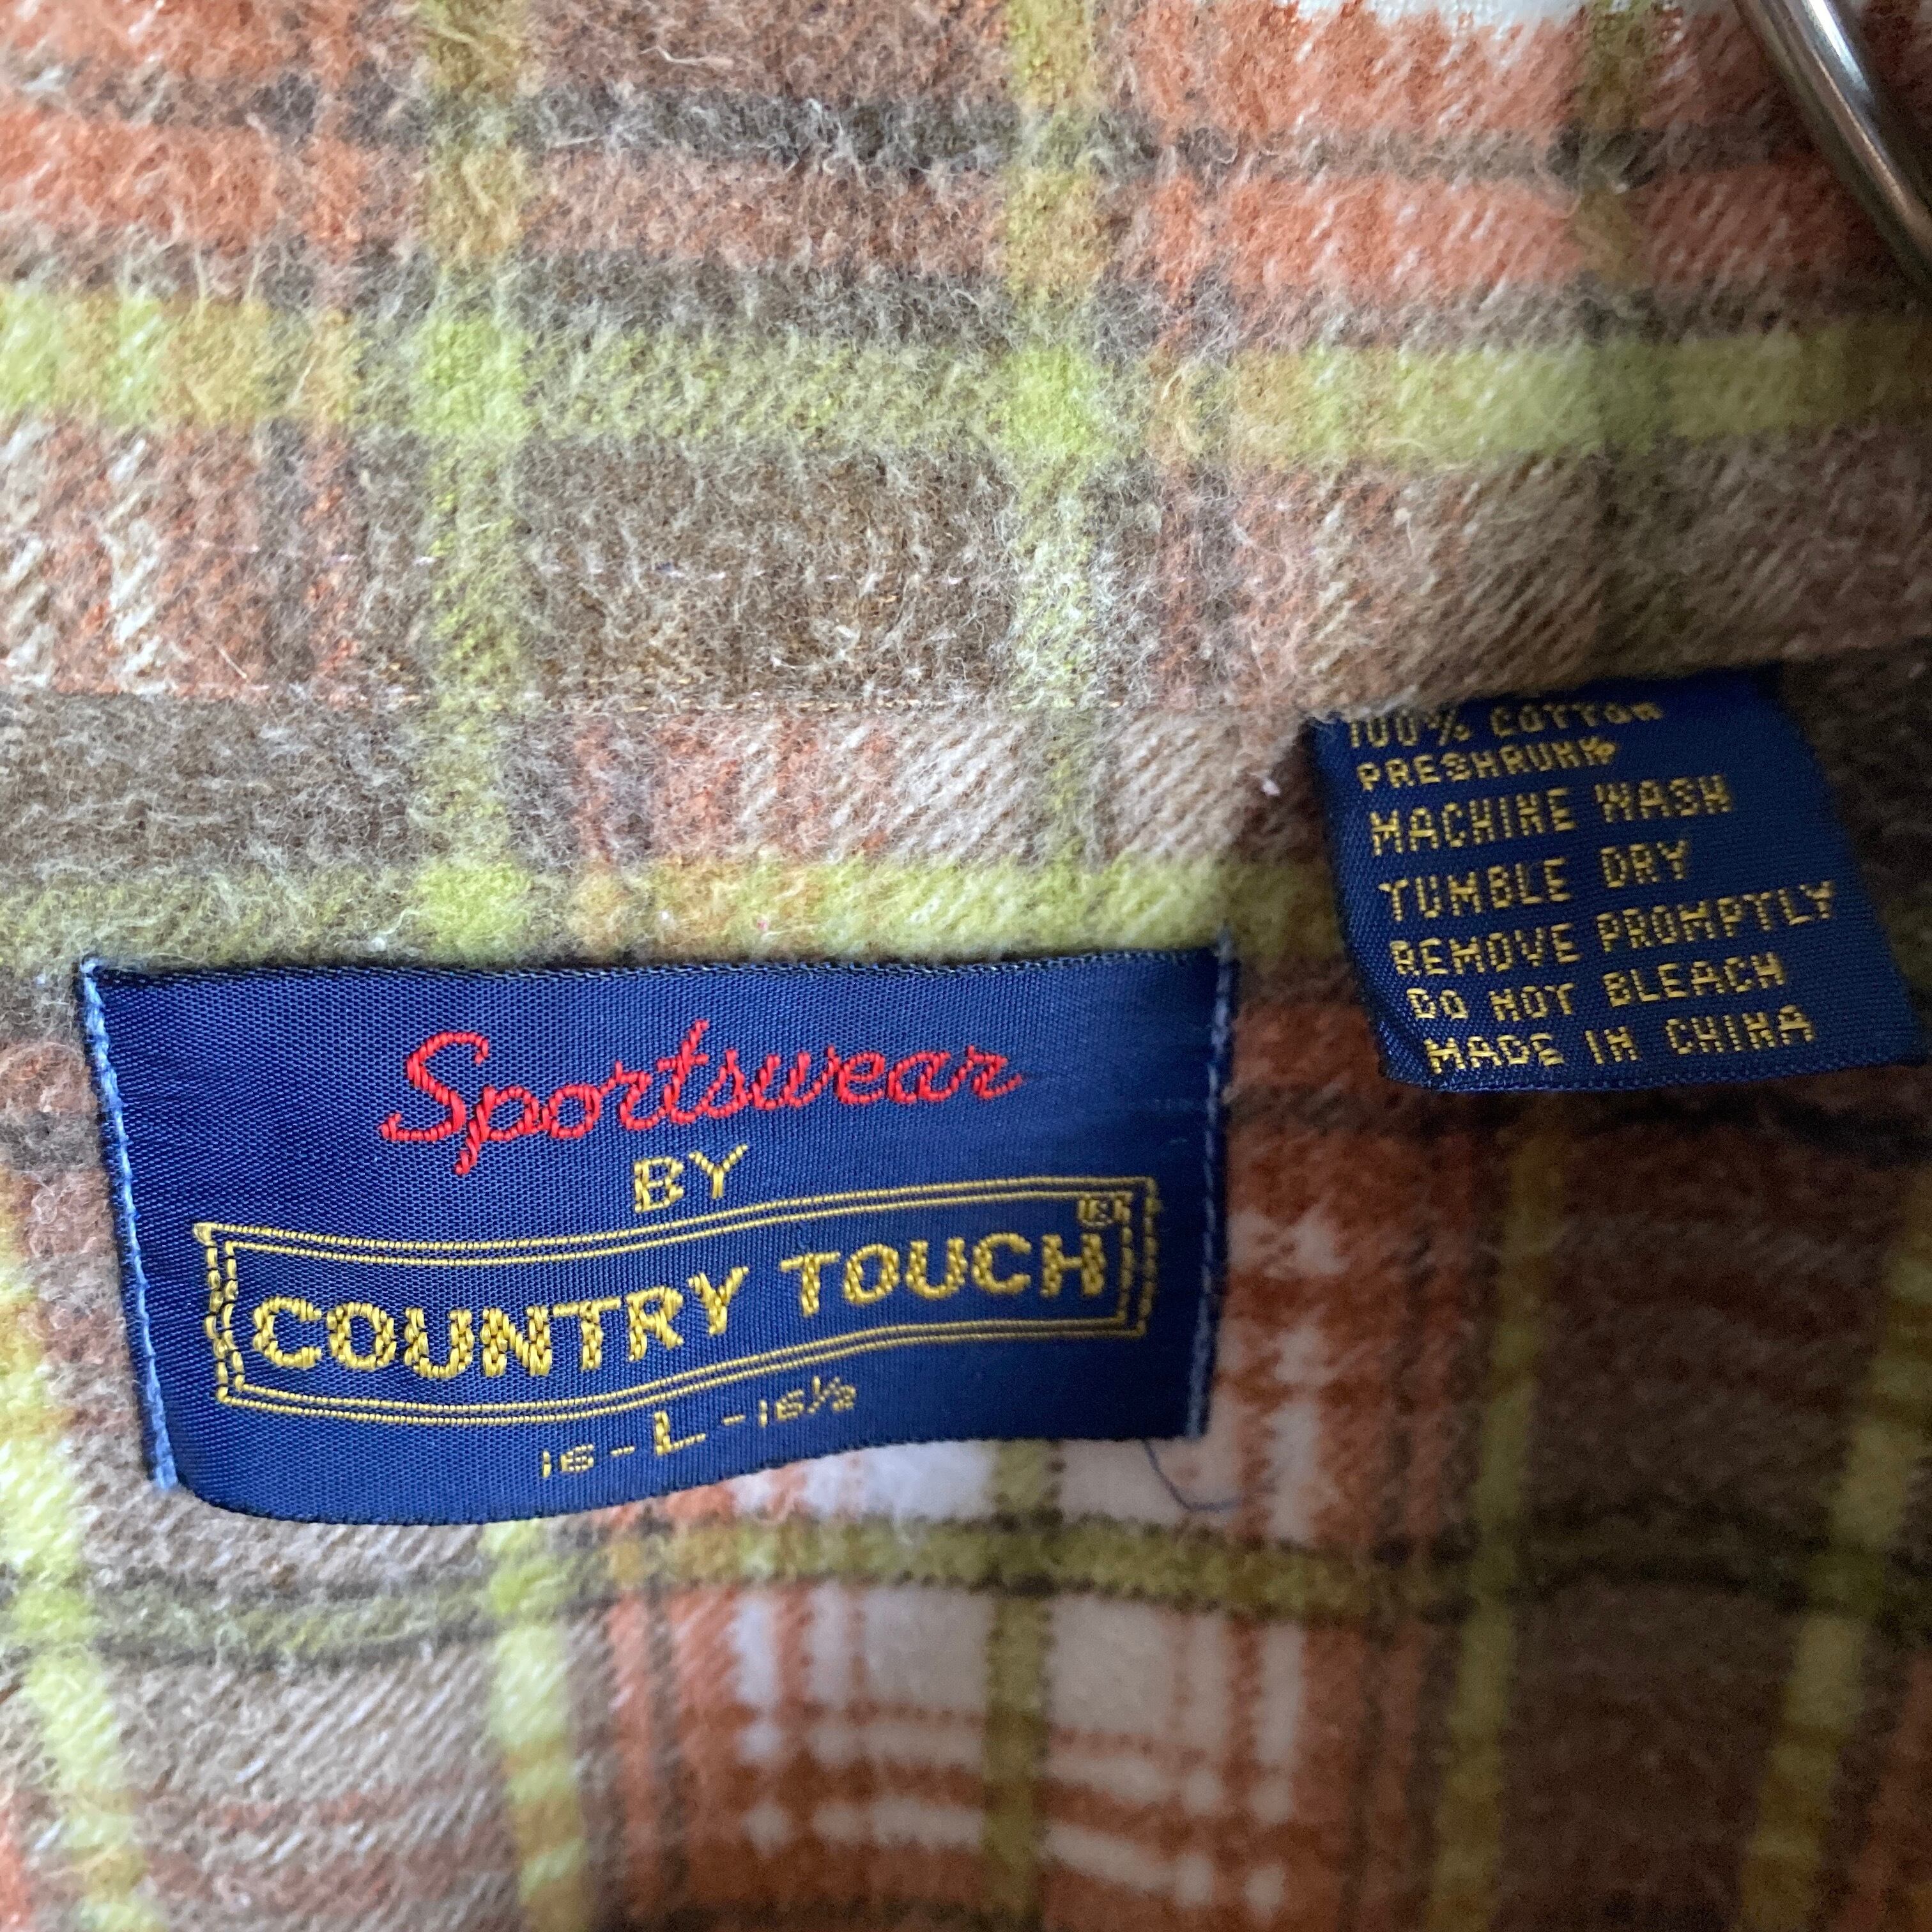 Sportswear
BY
COUNTRY TOUCH®
16-L-16½
100% COTTON
PRESHRUNK
MACHINE WASH
TUMBLE DRY
REMOVE PROMPTLY
DO NOT BLEACH
MADE IN CHINA